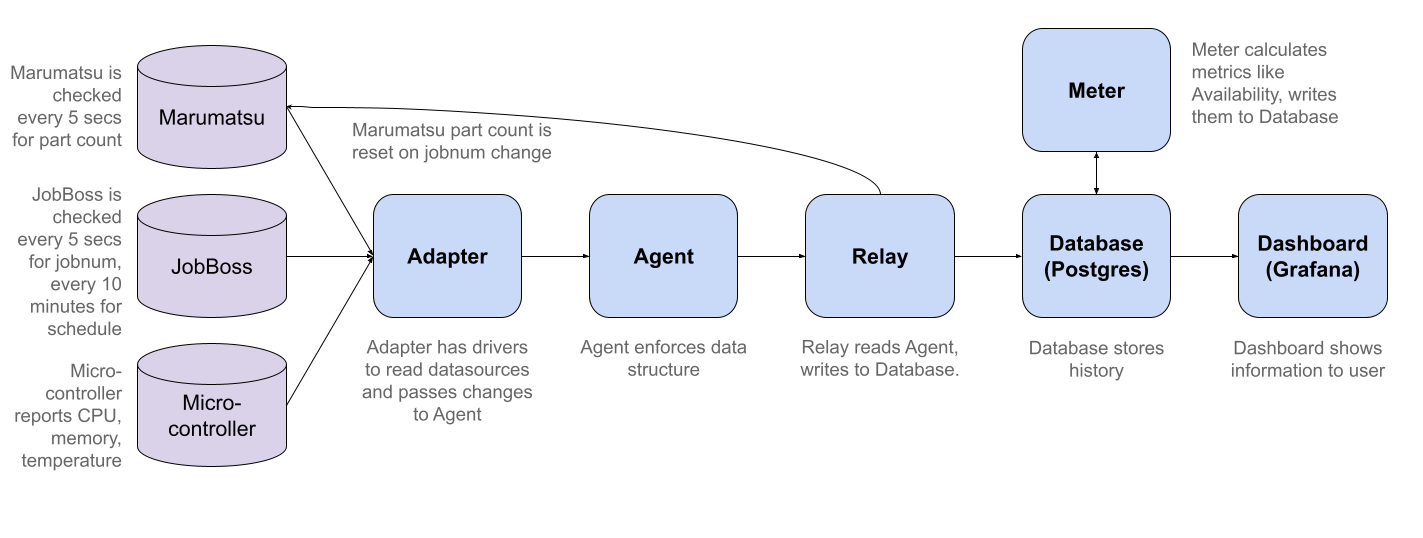 Marumatsu is
checked
every 5 secs
for part count
Marumatsu
JobBoss is
checked
every 5 secs
for jobnum,
every 10
minutes for
schedule
JobBoss
Micro-
controller
reports CPU,
memory,
temperature
Micro-
controller
Marumatsu part count is
reset on jobnum change
Adapter
Adapter has drivers
to read datasources
and passes changes
to Agent
Agent
Agent enforces data
structure
Relay
Relay reads Agent,
writes to Database.
Meter
Meter calculates
metrics like
Availability, writes
them to Database
Database
(Postgres)
Database stores
history
Dashboard
(Grafana)
Dashboard shows
information to user